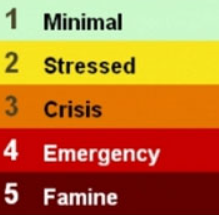 1 Minimal
2 Stressed
3 Crisis
4 Emergency
5 Famine